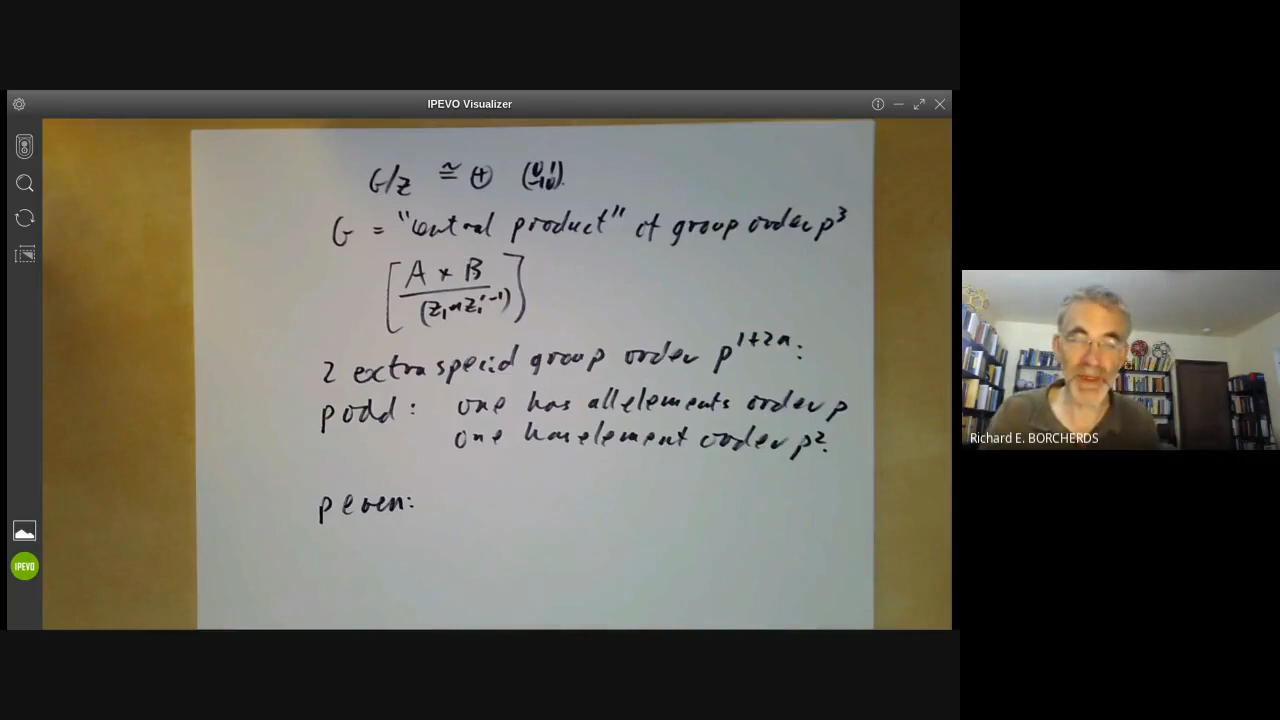 IPEVO Visualizer
G/Z ≅ ⊕ (0 1 -1 0)
G = "central product" of group order p³
[A × B / (z₁ × z₁'⁻¹)]
2 extraspecial group order p^{1+2n}:
p odd: one has all elements order p
one has element order p².
p even:
IPEVO
Richard E. BORCHERDS